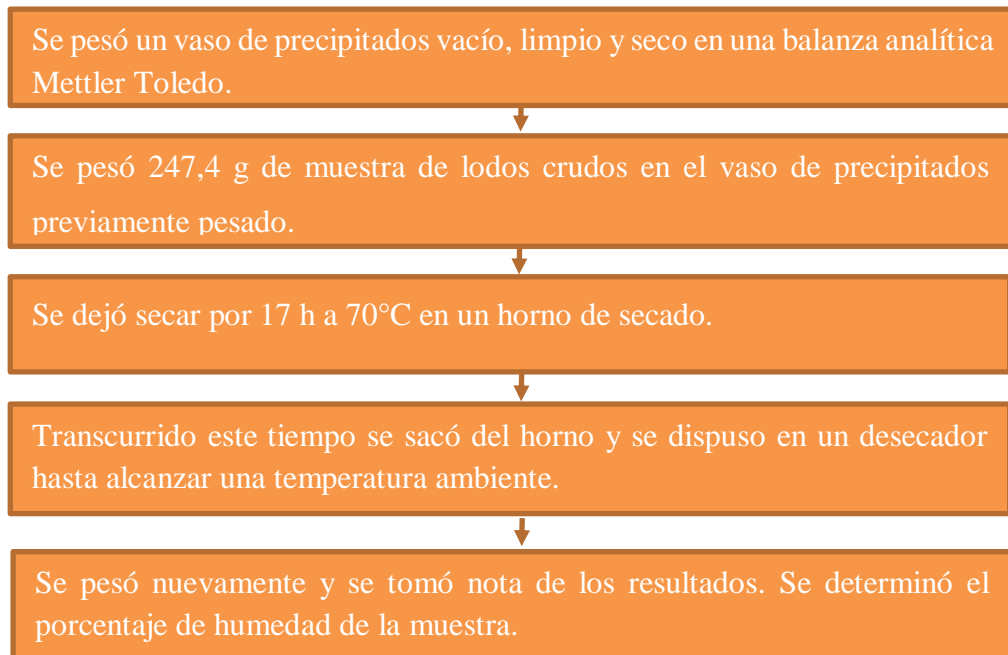 Se pesó un vaso de precipitados vacío, limpio y seco en una balanza analítica
Mettler Toledo.
Se pesó 247,4 g de muestra de lodos crudos en el vaso de precipitados
previamente pesado.
Se dejó secar por 17 h a 70°C en un horno de secado.
Transcurrido este tiempo se sacó del horno y se dispuso en un desecador
hasta alcanzar una temperatura ambiente.
Se pesó nuevamente y se tomó nota de los resultados. Se determinó el
porcentaje de humedad de la muestra.